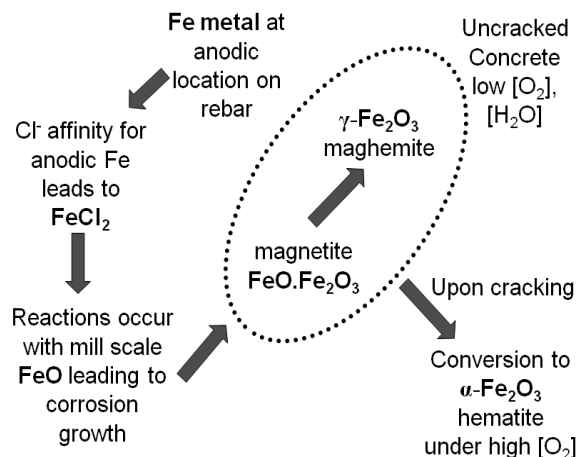 Fe metal at
anodic
location on
rebar
Cl⁻ affinity for
anodic Fe
leads to
FeCl₂
Reactions occur
with mill scale
FeO leading to
corrosion
growth
magnetite
FeO.Fe₂O₃
γ-Fe₂O₃
maghemite
Uncracked
Concrete
low [O₂],
[H₂O]
Upon cracking
Conversion to
α-Fe₂O₃
hematite
under high [O₂]